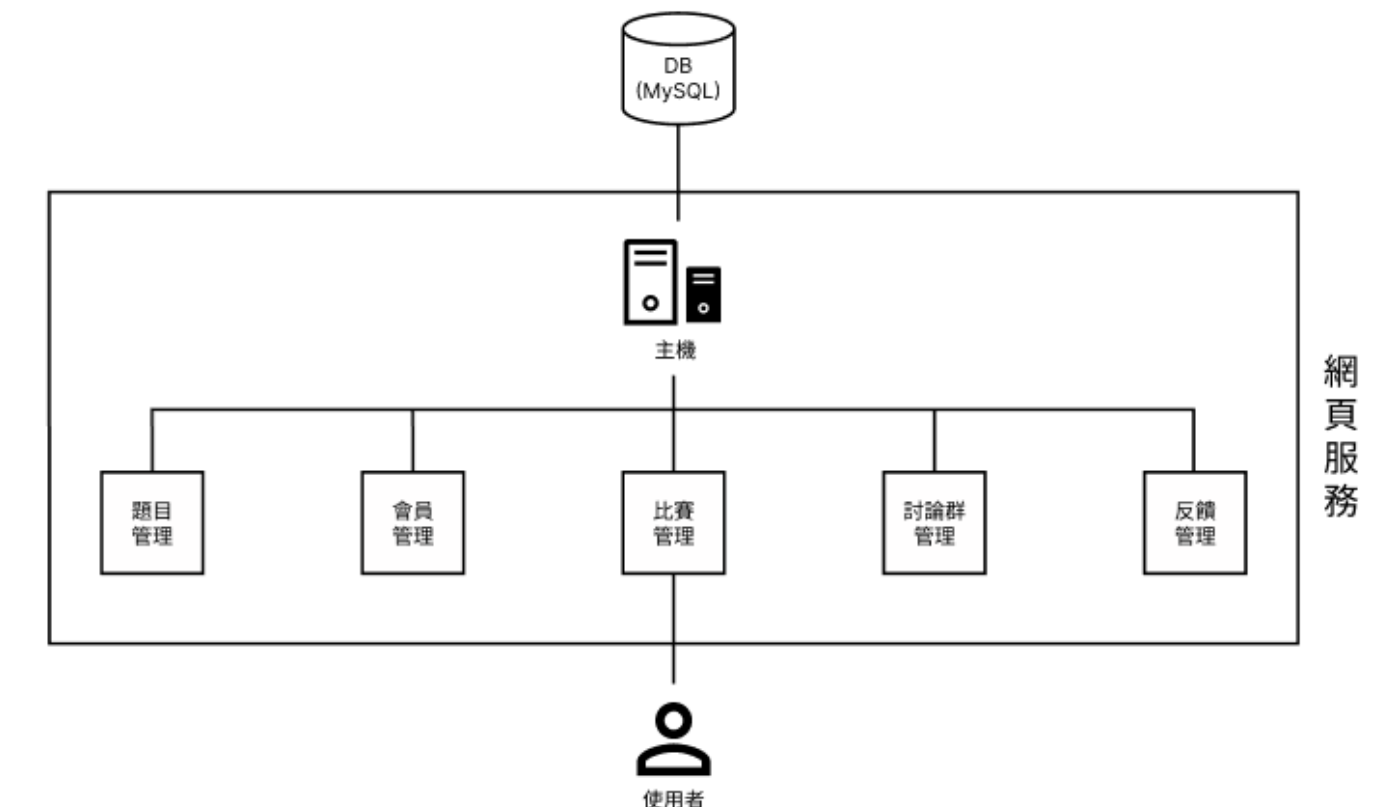 DB
(MySQL)
主機
題目
管理
會員
管理
比賽
管理
討論群
管理
反饋
管理
網頁服務
使用者